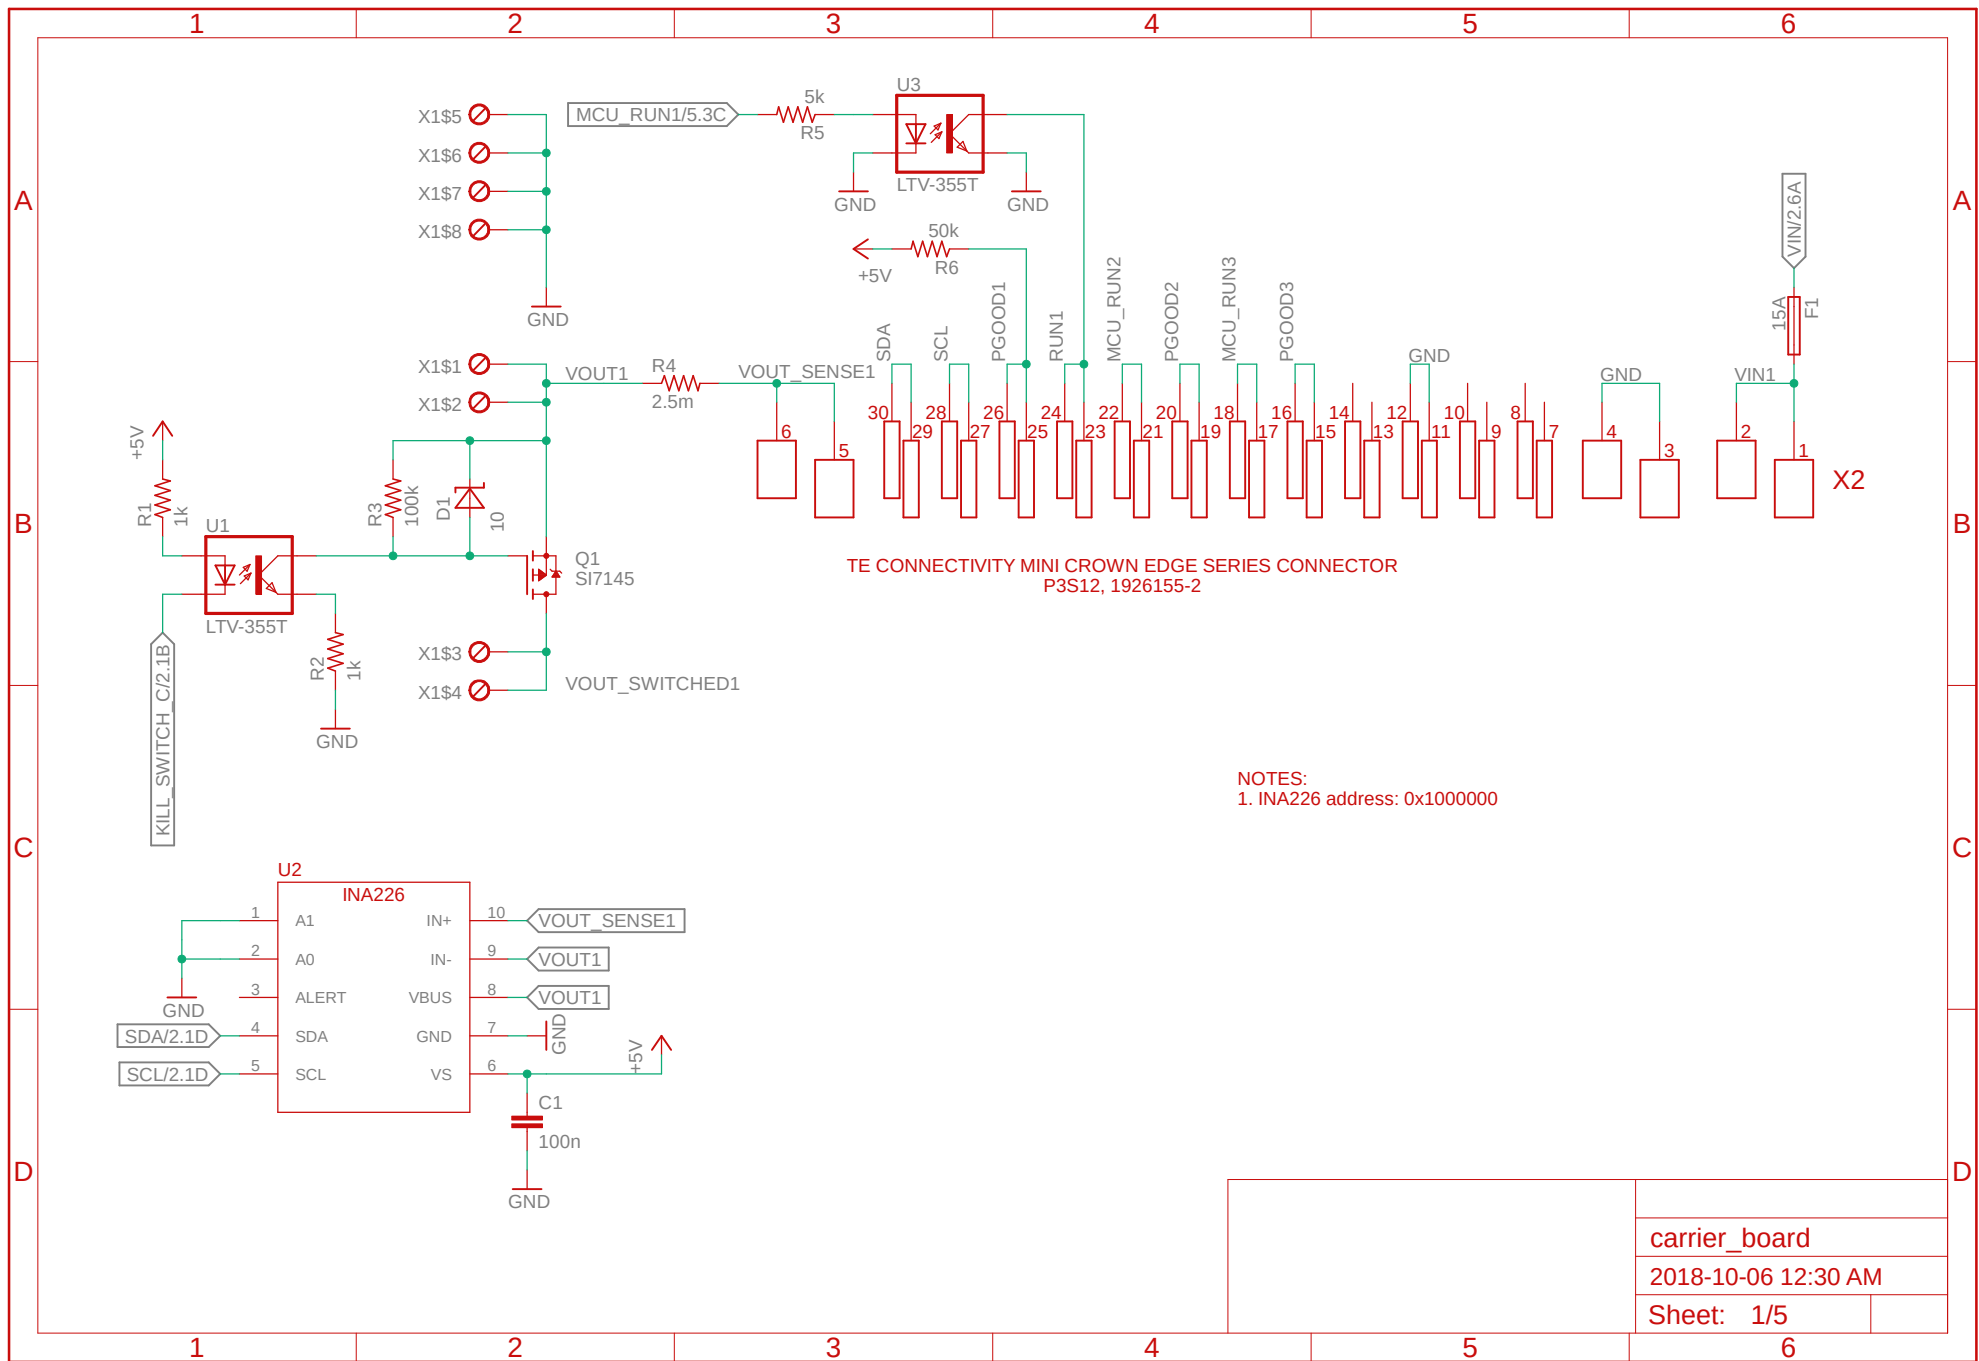 1 2 3 4 5 6
A A
B B
C C
D D
X1$5
X1$6
X1$7
X1$8
GND
MCU_RUN1/5.3C
5k
R5
U3
LTV-355T
GND
GND
50k
R6
+5V
X1$1
X1$2
VOUT1
R4
2.5m
VOUT_SENSE1
SDA
SCL
PGOOD1
RUN1
MCU_RUN2
PGOOD2
MCU_RUN3
PGOOD3
GND
GND
VIN1
VIN/2.6A
15A
F1
6 5
30 29 28 27 26 25 24 23 22 21 20 19 18 17 16 15 14 13 12 11 10 9 8 7
4 3
2 1
X2
TE CONNECTIVITY MINI CROWN EDGE SERIES CONNECTOR
P3S12, 1926155-2
+5V
R1
1k
U1
LTV-355T
KILL_SWITCH_C/2.1B
R2
1k
GND
R3
100k
D1
10
Q1
SI7145
X1$3
X1$4
VOUT_SWITCHED1
NOTES:
1. INA226 address: 0x1000000
U2
INA226
1 A1
2 A0
3 ALERT
4 SDA
5 SCL
IN+ 10
IN- 9
VBUS 8
GND 7
VS 6
GND
SDA/2.1D
SCL/2.1D
VOUT_SENSE1
VOUT1
VOUT1
GND
+5V
C1
100n
GND
carrier_board
2018-10-06 12:30 AM
Sheet: 1/5
1 2 3 4 5 6